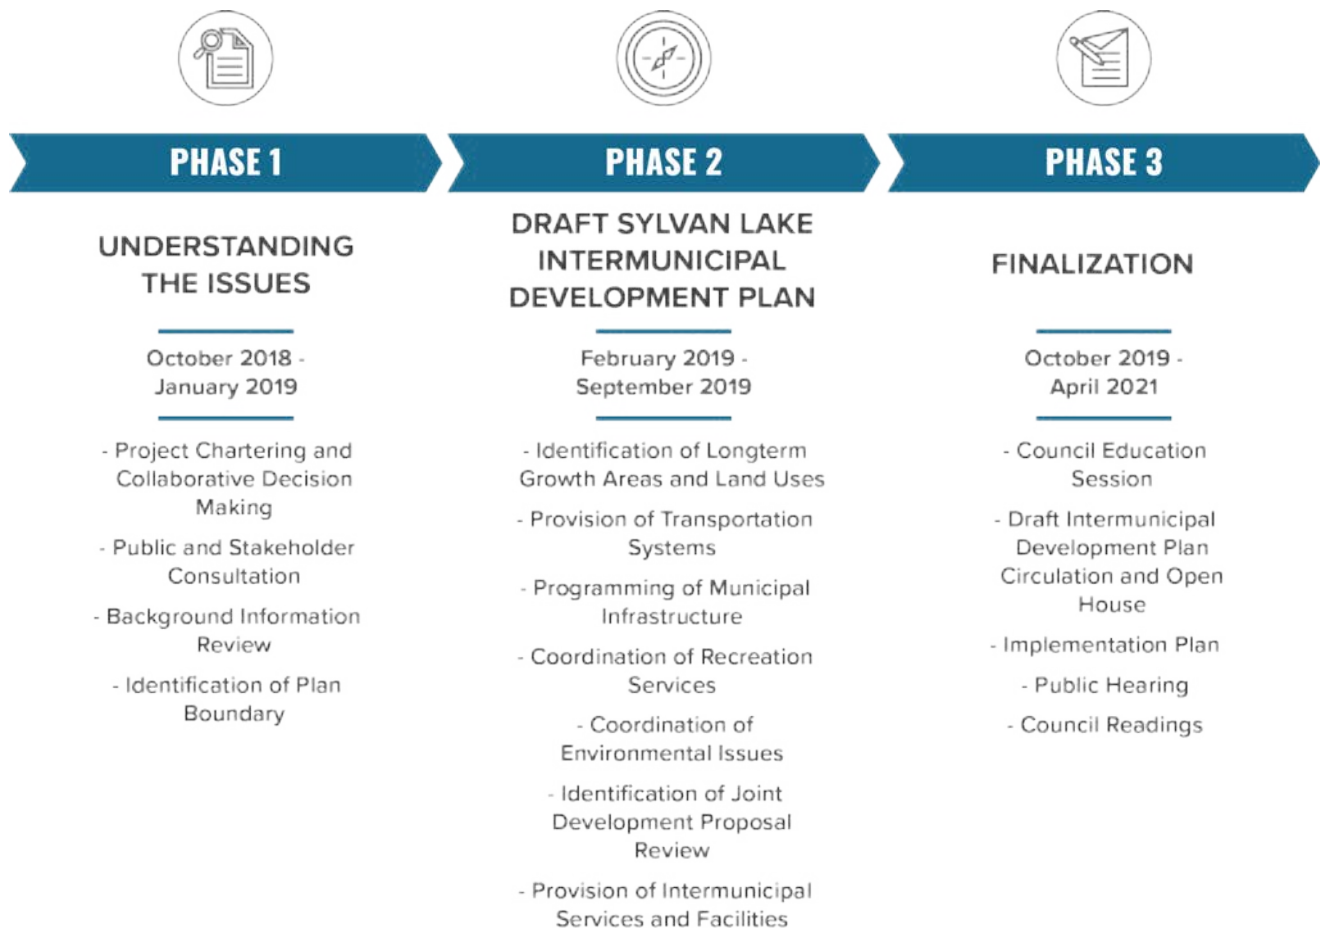 PHASE 1
UNDERSTANDING
THE ISSUES
October 2018 -
January 2019
- Project Chartering and
Collaborative Decision
Making
- Public and Stakeholder
Consultation
- Background Information
Review
- Identification of Plan
Boundary
PHASE 2
DRAFT SYLVAN LAKE
INTERMUNICIPAL
DEVELOPMENT PLAN
February 2019 -
September 2019
- Identification of Longterm
Growth Areas and Land Uses
- Provision of Transportation
Systems
- Programming of Municipal
Infrastructure
- Coordination of Recreation
Services
- Coordination of
Environmental Issues
- Identification of Joint
Development Proposal
Review
- Provision of Intermunicipal
Services and Facilities
PHASE 3
FINALIZATION
October 2019 -
April 2021
- Council Education
Session
- Draft Intermunicipal
Development Plan
Circulation and Open
House
- Implementation Plan
- Public Hearing
- Council Readings